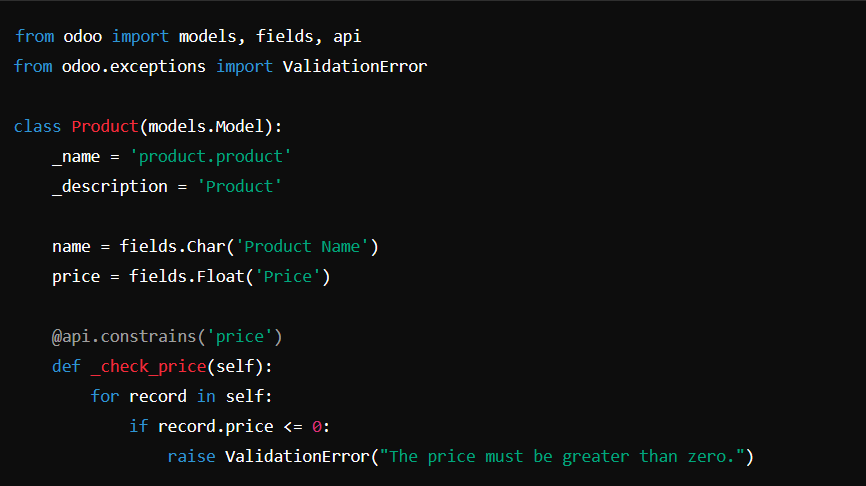 from odoo import models, fields, api
from odoo.exceptions import ValidationError
class Product(models.Model):
_name = 'product.product'
_description = 'Product'
name = fields.Char('Product Name')
price = fields.Float('Price')
@api.constrains('price')
def _check_price(self):
for record in self:
if record.price <= 0:
raise ValidationError("The price must be greater than zero.")